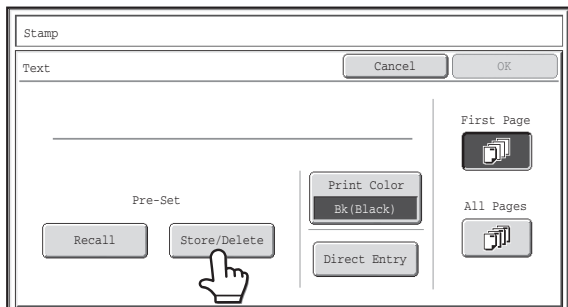 Stamp
Text
Cancel
OK
First Page
Print Color
Bk(Black)
Pre-Set
All Pages
Recall
Store/Delete
Direct Entry